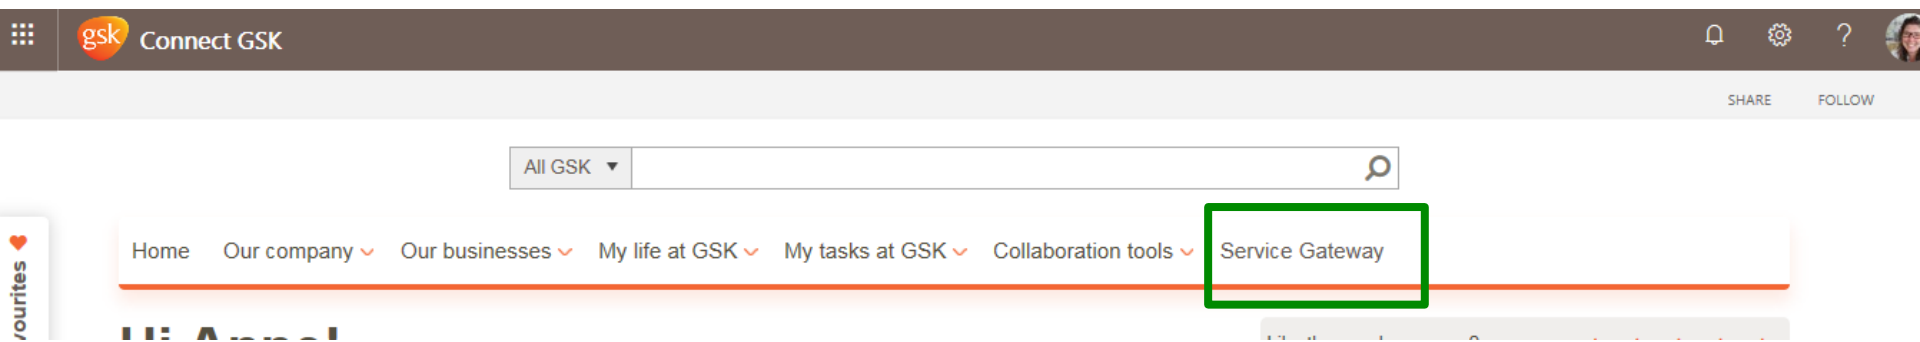 gsk Connect GSK ?
SHARE FOLLOW
All GSK
Home Our company Our businesses My life at GSK My tasks at GSK Collaboration tools Service Gateway